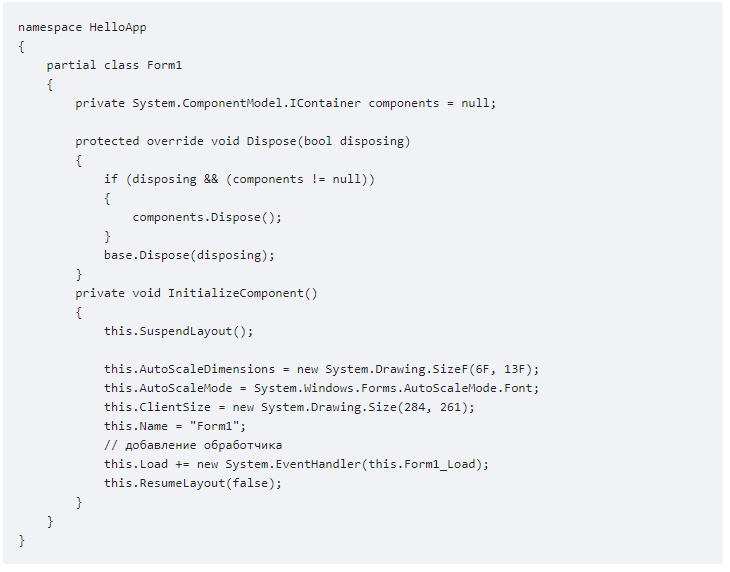 namespace HelloApp
{
    partial class Form1
    {
        private System.ComponentModel.IContainer components = null;

        protected override void Dispose(bool disposing)
        {
            if (disposing && (components != null))
            {
                components.Dispose();
            }
            base.Dispose(disposing);
        }
        private void InitializeComponent()
        {
            this.SuspendLayout();

            this.AutoScaleDimensions = new System.Drawing.SizeF(6F, 13F);
            this.AutoScaleMode = System.Windows.Forms.AutoScaleMode.Font;
            this.ClientSize = new System.Drawing.Size(284, 261);
            this.Name = "Form1";
            // добавление обработчика
            this.Load += new System.EventHandler(this.Form1_Load);
            this.ResumeLayout(false);
        }
    }
}